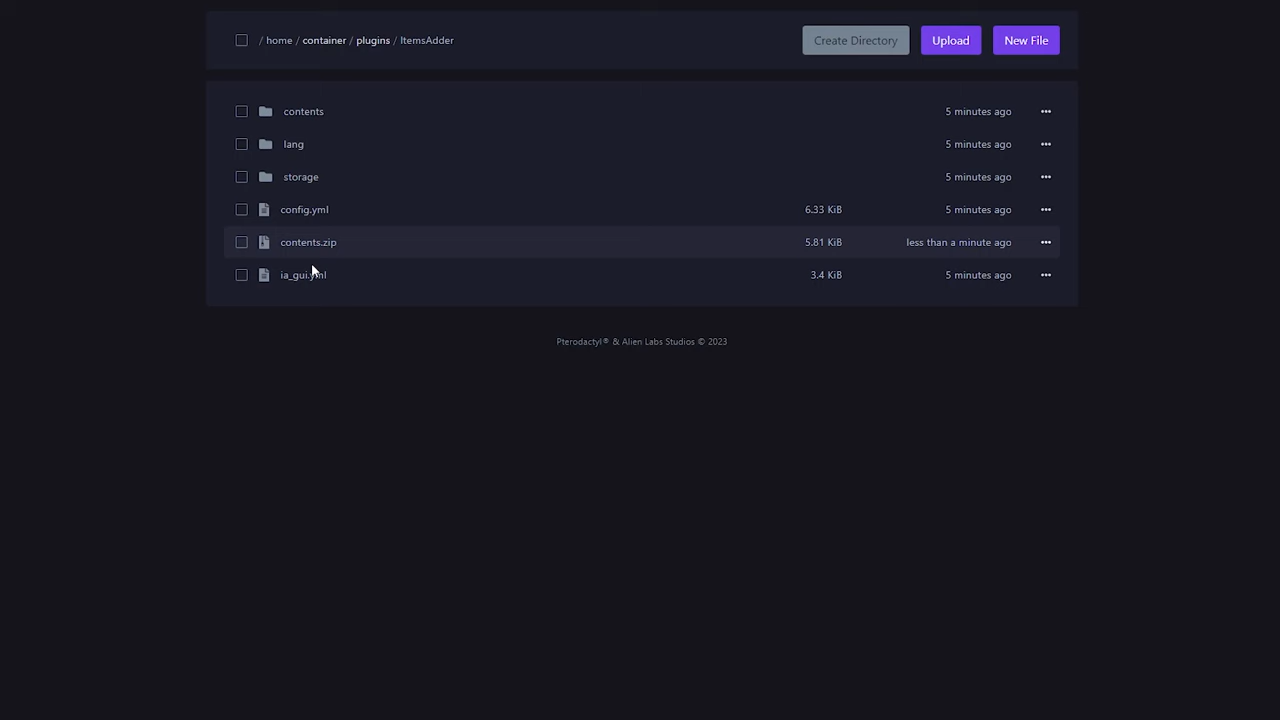 / home / container / plugins / ItemsAdder Create Directory Upload New File
contents 5 minutes ago
lang 5 minutes ago
storage 5 minutes ago
config.yml 6.33 KiB 5 minutes ago
contents.zip 5.81 KiB less than a minute ago
ia_gui.yml 3.4 KiB 5 minutes ago
Pterodactyl® & Alien Labs Studios © 2023